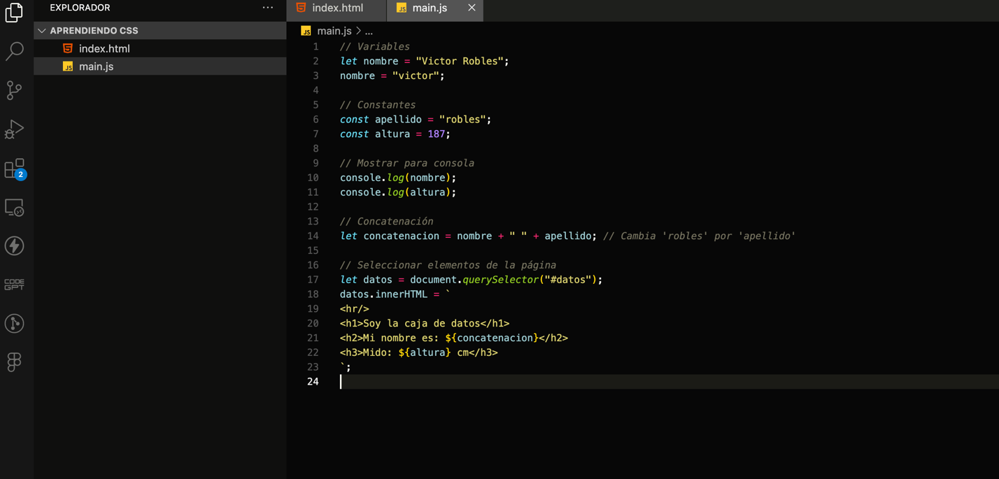 EXPLORADOR
...
APRENDIENDO CSS
index.html
JS main.js
2
CODE
GPT
index.html
JS main.js
JS main.js > ...
1 // Variables
2 let nombre = "Victor Robles";
3 nombre = "victor";
4
5 // Constantes
6 const apellido = "robles";
7 const altura = 187;
8
9 // Mostrar para consola
10 console.log(nombre);
11 console.log(altura);
12
13 // Concatenación
14 let concatenacion = nombre + " " + apellido; // Cambia 'robles' por 'apellido'
15
16 // Seleccionar elementos de la página
17 let datos = document.querySelector("#datos");
18 datos.innerHTML = `
19 <hr/>
20 <h1>Soy la caja de datos</h1>
21 <h2>Mi nombre es: ${concatenacion}</h2>
22 <h3>Mido: ${altura} cm</h3>
23 `;
24